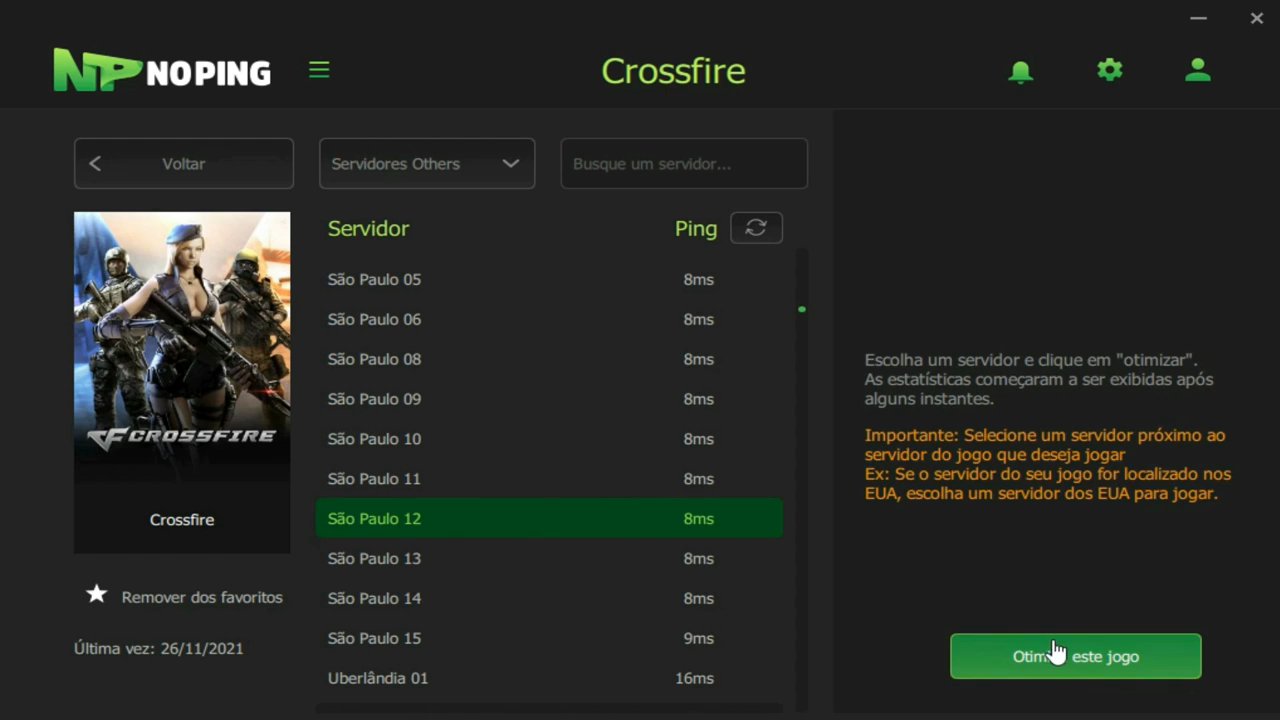 NP NOPING
Crossfire
Voltar
Servidores Others
Busque um servidor...
Servidor Ping
São Paulo 05 8ms
São Paulo 06 8ms
São Paulo 08 8ms
São Paulo 09 8ms
São Paulo 10 8ms
São Paulo 11 8ms
São Paulo 12 8ms
São Paulo 13 8ms
São Paulo 14 8ms
São Paulo 15 9ms
Uberlândia 01 16ms
CF CROSSFIRE
Crossfire
Remover dos favoritos
Última vez: 26/11/2021
Escolha um servidor e clique em "otimizar".
As estatísticas começaram a ser exibidas após
alguns instantes.
Importante: Selecione um servidor próximo ao
servidor do jogo que deseja jogar
Ex: Se o servidor do seu jogo for localizado nos
EUA, escolha um servidor dos EUA para jogar.
este jogo